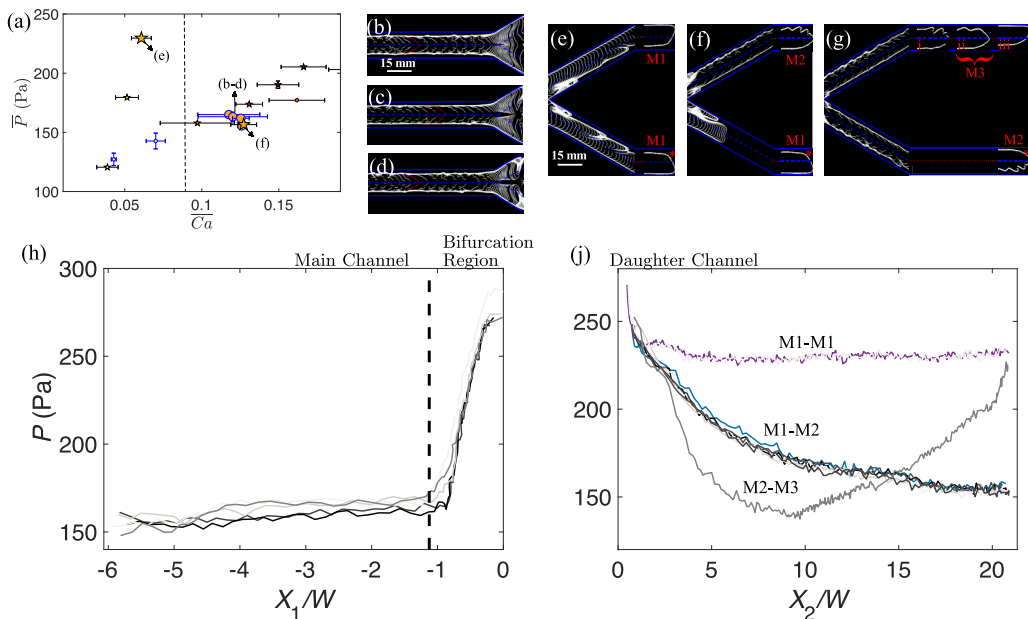 (a)
250
200
150
100
P̅ (Pa)
0.05
0.1
0.15
C̅a̅
(e)
(b-d)
(f)
(b)
15 mm
(c)
(d)
(e)
M1
M1
15 mm
(f)
M2
M1
(g)
i
ii
iii
M3
M2
(h)
Main Channel
Bifurcation
Region
300
250
200
150
P (Pa)
-6
-5
-4
-3
-2
-1
0
X₁/W
(j)
Daughter Channel
M1-M1
M1-M2
M2-M3
250
200
150
0
5
10
15
20
X₂/W